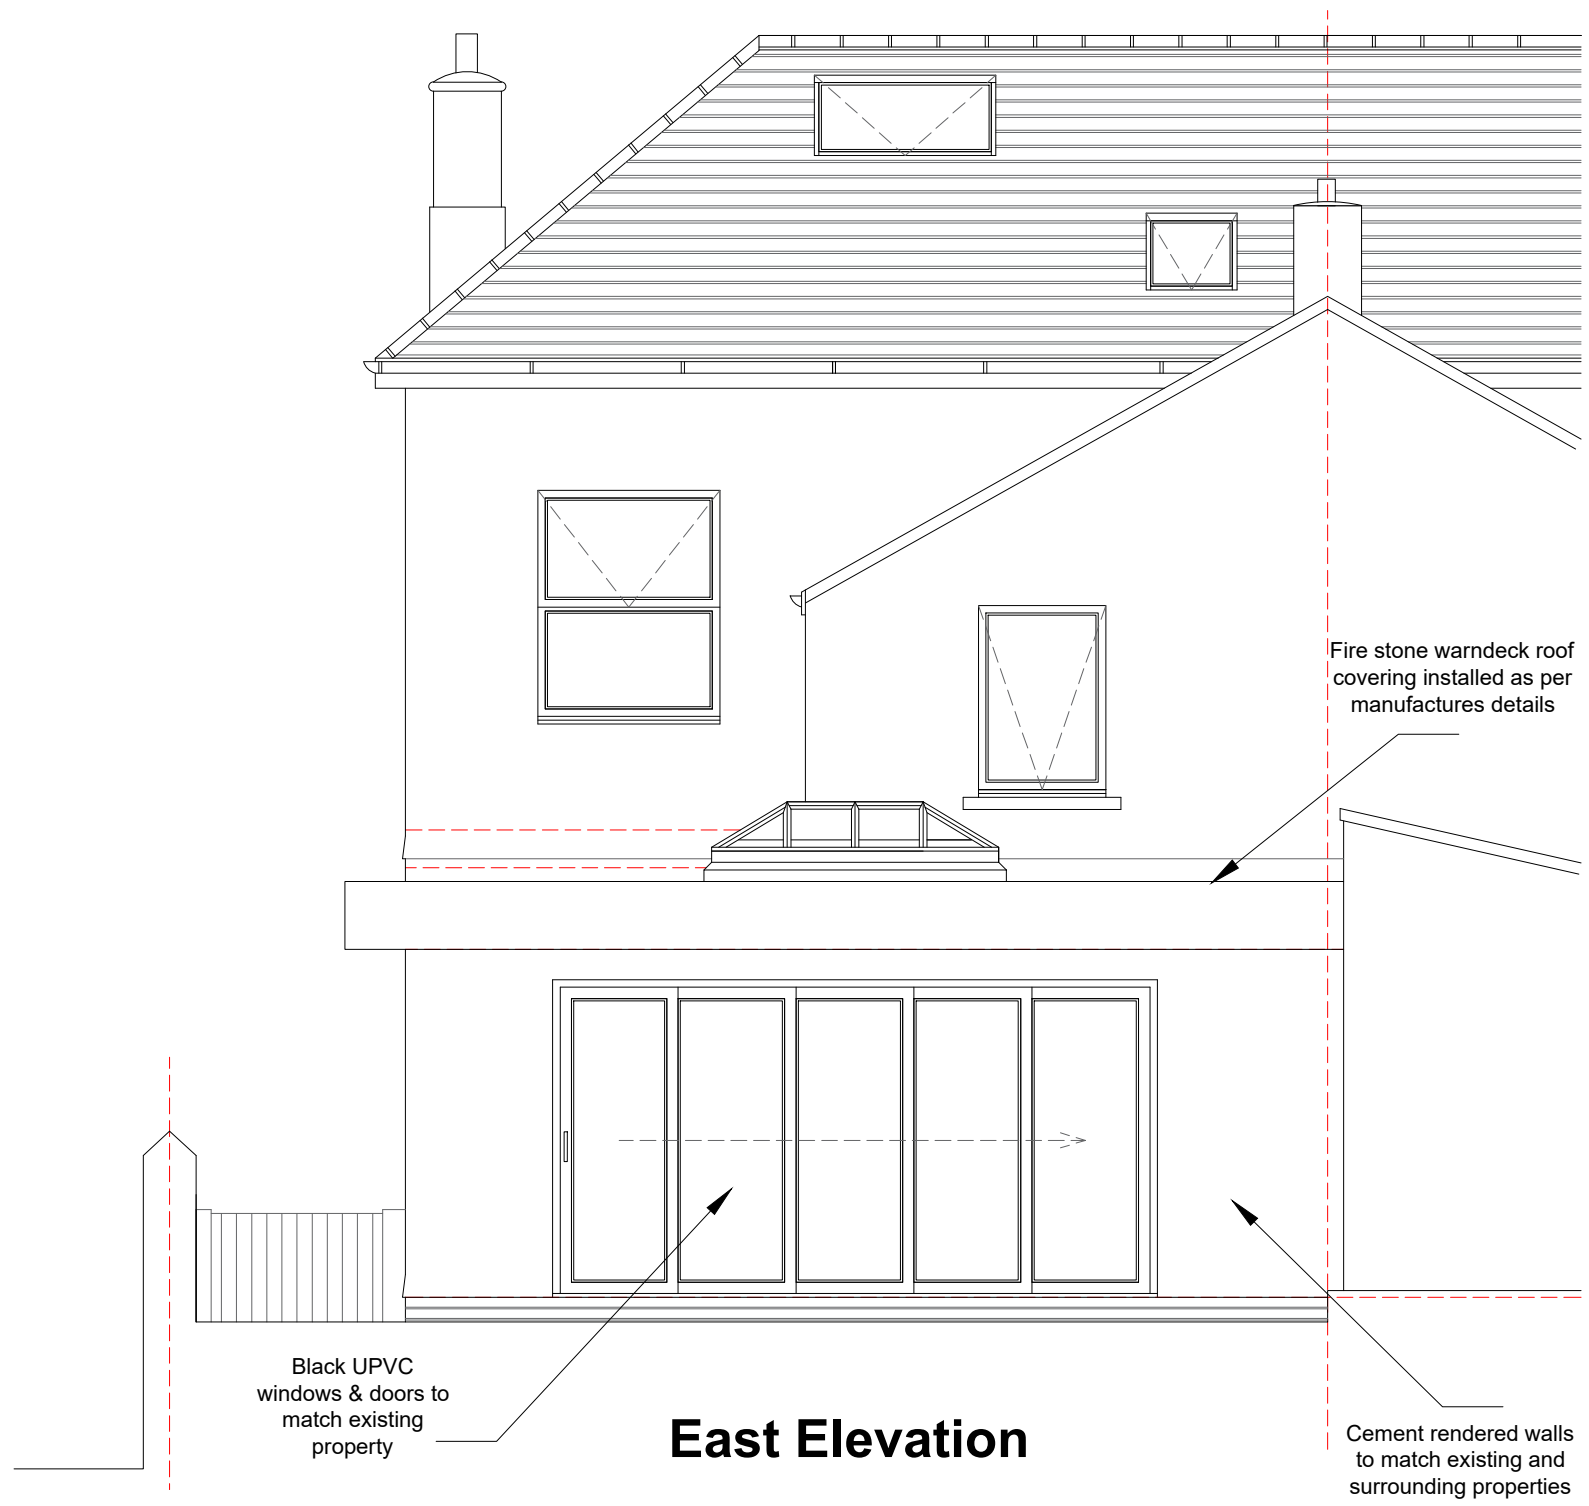 Fire stone warndeck roof
covering installed as per
manufactures details
Black UPVC
windows & doors to
match existing
property
East Elevation
Cement rendered walls
to match existing and
surrounding properties